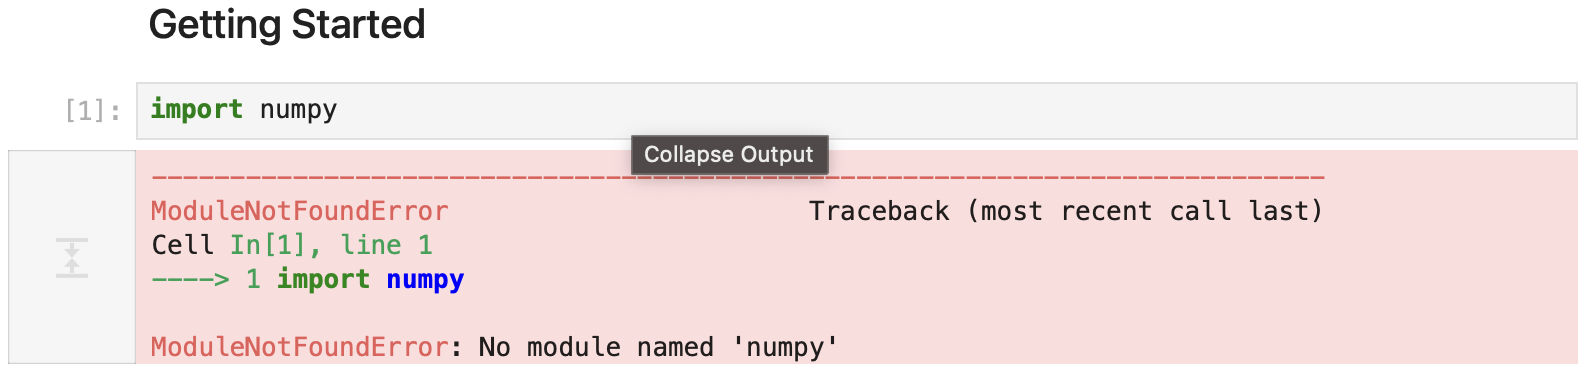 Getting Started
[1]: import numpy
Collapse Output
---------------------------------------------------------------------------
ModuleNotFoundError                       Traceback (most recent call last)
Cell In[1], line 1
----> 1 import numpy
ModuleNotFoundError: No module named 'numpy'